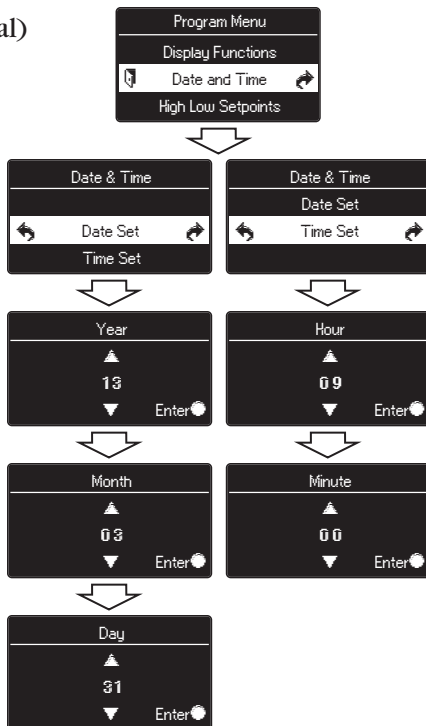 al)
Program Menu
Display Functions
Date and Time
High Low Setpoints
Date & Time
Date Set
Time Set
Date & Time
Date Set
Time Set
Year
13
Enter
Hour
09
Enter
Month
03
Enter
Minute
00
Enter
Day
31
Enter